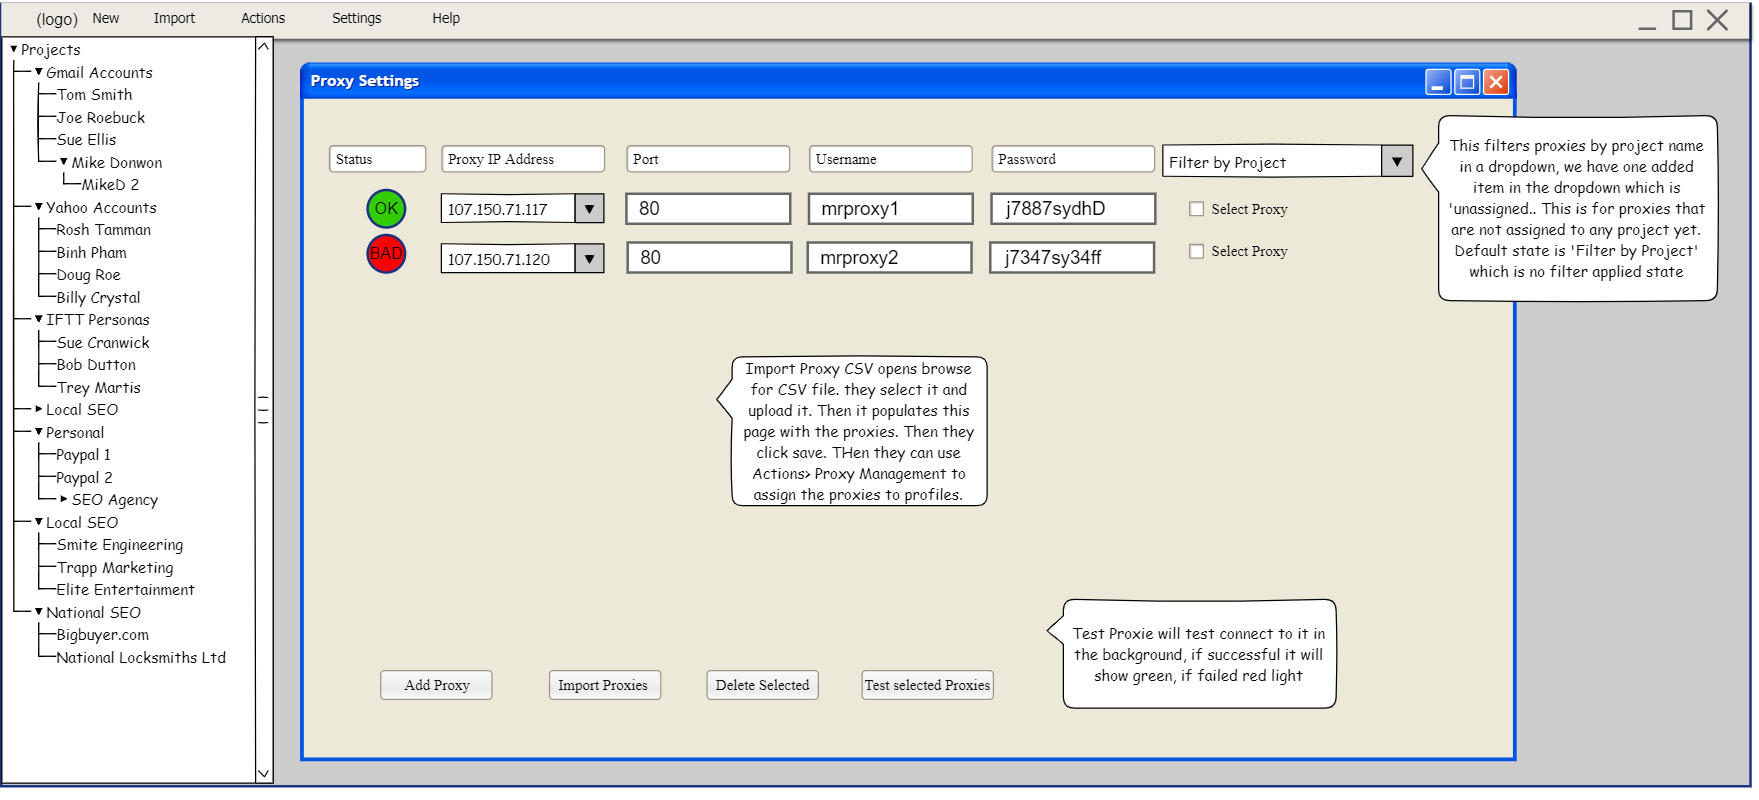 (logo) New Import Actions Settings Help
Projects
Gmail Accounts
Tom Smith
Joe Roebuck
Sue Ellis
Mike Donwon
MikeD 2
Yahoo Accounts
Rosh Tamman
Binh Pham
Doug Roe
Billy Crystal
IFTT Personas
Sue Cranwick
Bob Dutton
Trey Martis
Local SEO
Personal
Paypal 1
Paypal 2
SEO Agency
Local SEO
Smite Engineering
Trapp Marketing
Elite Entertainment
National SEO
Bigbuyer.com
National Locksmiths Ltd
Proxy Settings
Status Proxy IP Address Port Username Password Filter by Project
OK 107.150.71.117 80 mrproxy1 j7887sydhD Select Proxy
BAD 107.150.71.120 80 mrproxy2 j7347sy34ff Select Proxy
This filters proxies by project name
in a dropdown, we have one added
item in the dropdown which is
'unassigned.. This is for proxies that
are not assigned to any project yet.
Default state is 'Filter by Project'
which is no filter applied state
Import Proxy CSV opens browse
for CSV file. they select it and
upload it. Then it populates this
page with the proxies. Then they
click save. THen they can use
Actions> Proxy Management to
assign the proxies to profiles.
Test Proxie will test connect to it in
the background, if successful it will
show green, if failed red light
Add Proxy Import Proxies Delete Selected Test selected Proxies